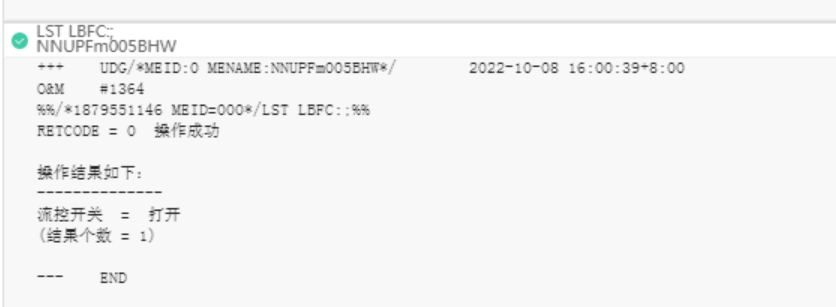 LST LBFC:;
NNUPFm005BHW
+++ UDG/*MEID:0 MENAME:NNUPFm005BHW*/ 2022-10-08 16:00:39+8:00
O&M #1364
%%/*1879551146 MEID=000*/LST LBFC:;%%
RETCODE = 0 操作成功
操作结果如下:
--------------
流控开关 = 打开
(结果个数 = 1)
--- END